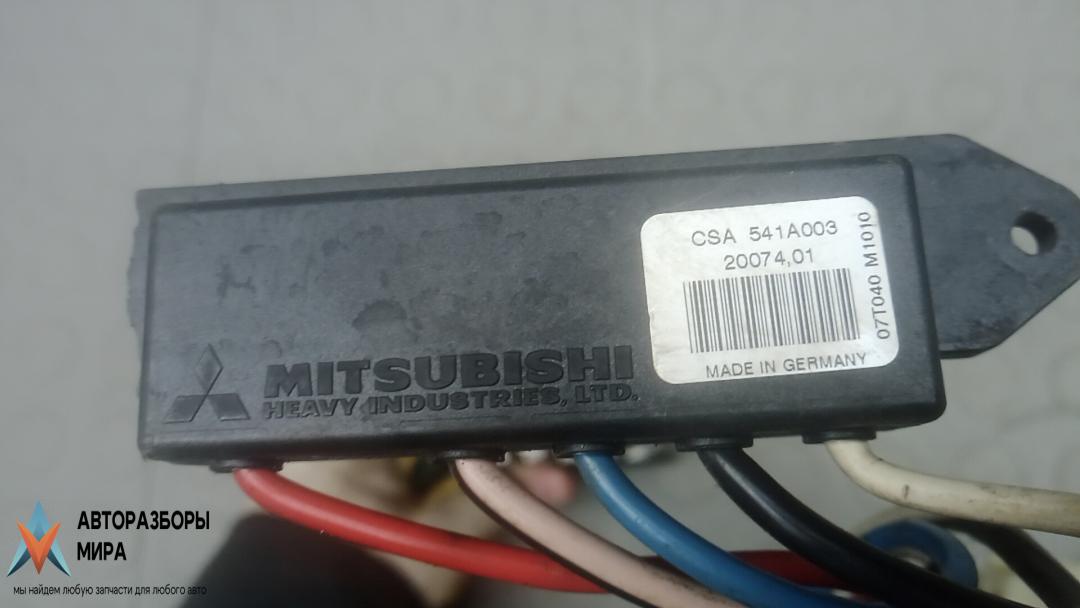 CSA 541A003
20074,01
07T040 M1010
MADE IN GERMANY
MITSUBISHI
HEAVY INDUSTRIES, LTD.
АВТОРАЗБОРЫ
МИРА
мы найдем любую запчасти для любого авто